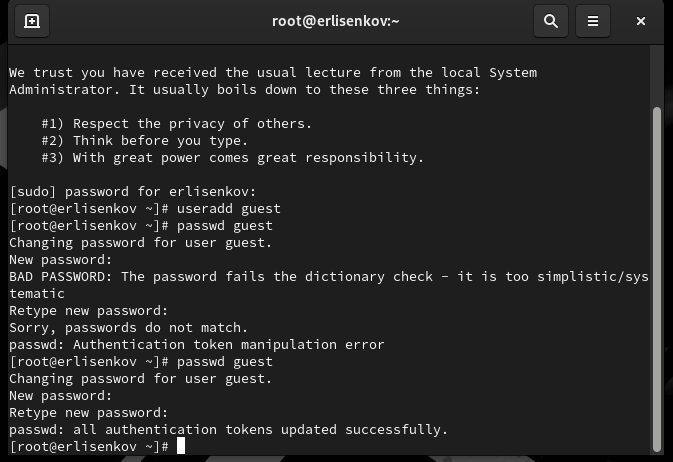 root@erlisenkov:~
We trust you have received the usual lecture from the local System
Administrator. It usually boils down to these three things:
#1) Respect the privacy of others.
#2) Think before you type.
#3) With great power comes great responsibility.
[sudo] password for erlisenkov:
[root@erlisenkov ~]# useradd guest
[root@erlisenkov ~]# passwd guest
Changing password for user guest.
New password:
BAD PASSWORD: The password fails the dictionary check - it is too simplistic/sys
tematic
Retype new password:
Sorry, passwords do not match.
passwd: Authentication token manipulation error
[root@erlisenkov ~]# passwd guest
Changing password for user guest.
New password:
Retype new password:
passwd: all authentication tokens updated successfully.
[root@erlisenkov ~]#